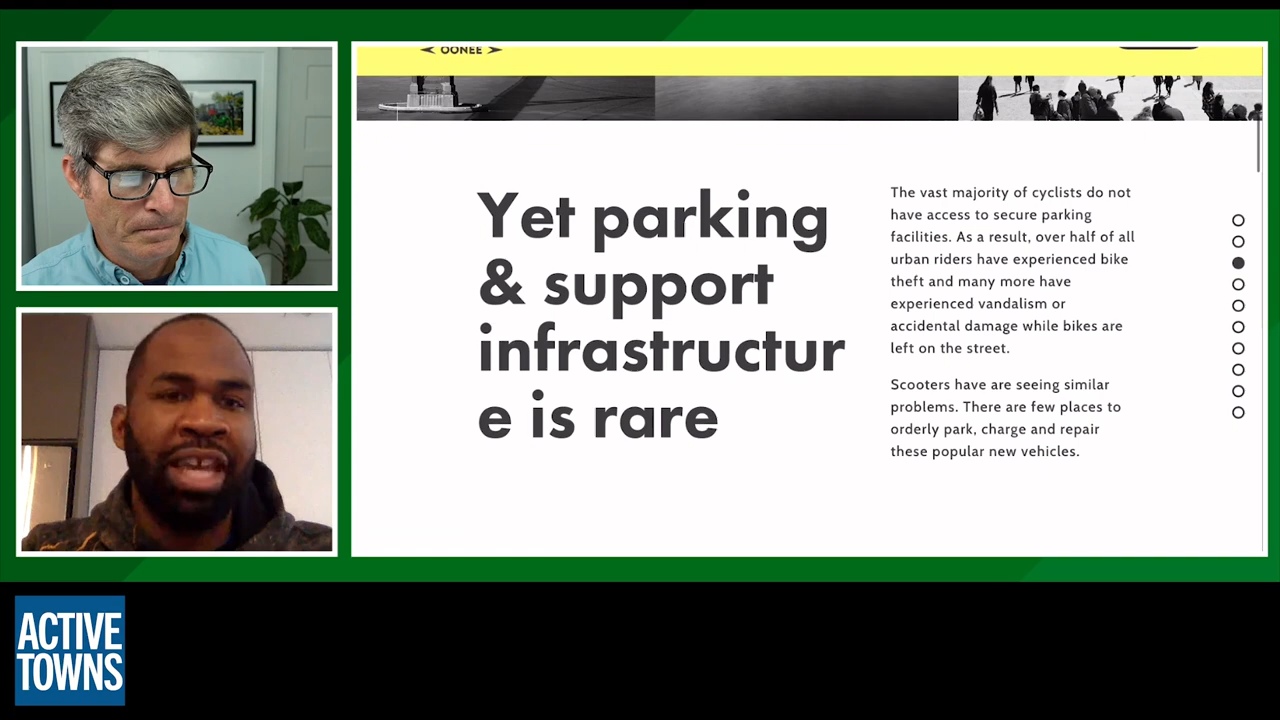 OONEE
Yet parking
& support
infrastructur
e is rare
The vast majority of cyclists do not
have access to secure parking
facilities. As a result, over half of all
urban riders have experienced bike
theft and many more have
experienced vandalism or
accidental damage while bikes are
left on the street.
Scooters have are seeing similar
problems. There are few places to
orderly park, charge and repair
these popular new vehicles.
ACTIVE
TOWNS